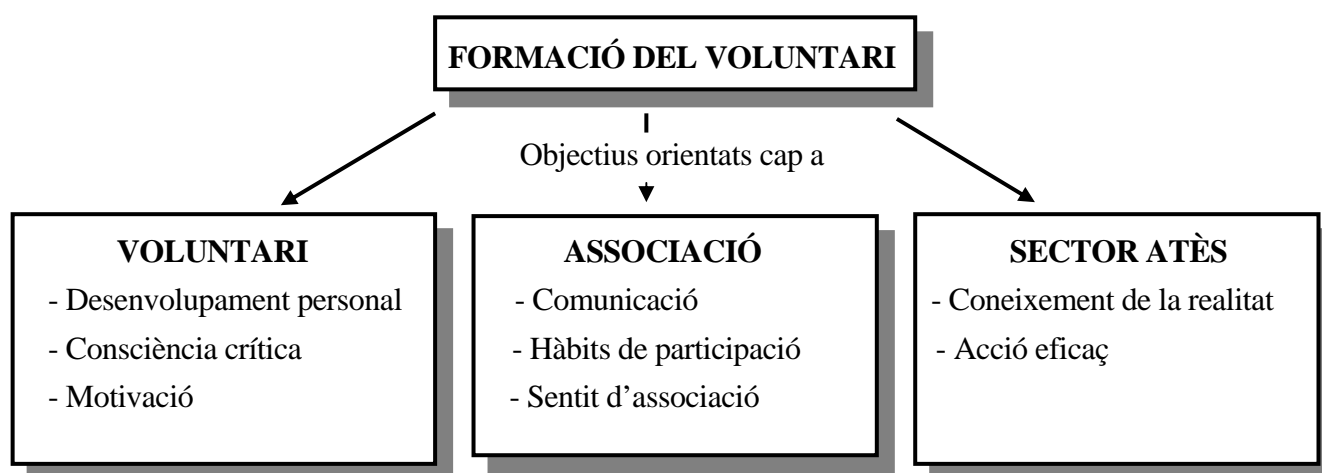 FORMACIÓ DEL VOLUNTARI
Objectius orientats cap a
VOLUNTARI
- Desenvolupament personal
- Consciència crítica
- Motivació
ASSOCIACIÓ
- Comunicació
- Hàbits de participació
- Sentit d’associació
SECTOR ATÈS
- Coneixement de la realitat
- Acció eficaç